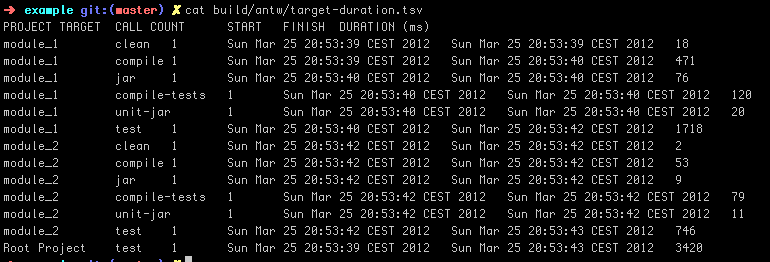 ➜ example git:(master) ✗ cat build/antw/target-duration.tsv
PROJECT TARGET CALL COUNT START FINISH DURATION (ms)
module_1 clean 1 Sun Mar 25 20:53:39 CEST 2012 Sun Mar 25 20:53:39 CEST 2012 18
module_1 compile 1 Sun Mar 25 20:53:39 CEST 2012 Sun Mar 25 20:53:40 CEST 2012 471
module_1 jar 1 Sun Mar 25 20:53:40 CEST 2012 Sun Mar 25 20:53:40 CEST 2012 76
module_1 compile-tests 1 Sun Mar 25 20:53:40 CEST 2012 Sun Mar 25 20:53:40 CEST 2012 120
module_1 unit-jar 1 Sun Mar 25 20:53:40 CEST 2012 Sun Mar 25 20:53:40 CEST 2012 20
module_1 test 1 Sun Mar 25 20:53:40 CEST 2012 Sun Mar 25 20:53:42 CEST 2012 1718
module_2 clean 1 Sun Mar 25 20:53:42 CEST 2012 Sun Mar 25 20:53:42 CEST 2012 2
module_2 compile 1 Sun Mar 25 20:53:42 CEST 2012 Sun Mar 25 20:53:42 CEST 2012 53
module_2 jar 1 Sun Mar 25 20:53:42 CEST 2012 Sun Mar 25 20:53:42 CEST 2012 9
module_2 compile-tests 1 Sun Mar 25 20:53:42 CEST 2012 Sun Mar 25 20:53:42 CEST 2012 79
module_2 unit-jar 1 Sun Mar 25 20:53:42 CEST 2012 Sun Mar 25 20:53:42 CEST 2012 11
module_2 test 1 Sun Mar 25 20:53:42 CEST 2012 Sun Mar 25 20:53:43 CEST 2012 746
Root Project test 1 Sun Mar 25 20:53:39 CEST 2012 Sun Mar 25 20:53:43 CEST 2012 3420